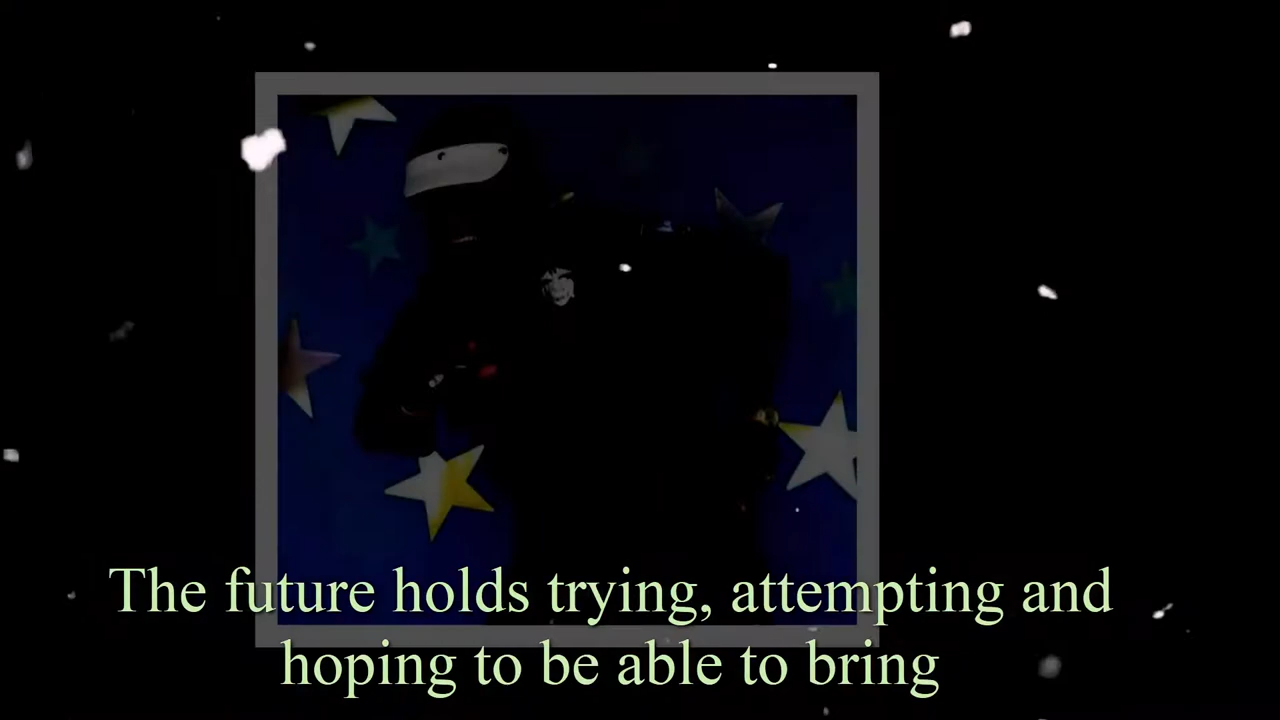 The future holds trying, attempting and
hoping to be able to bring